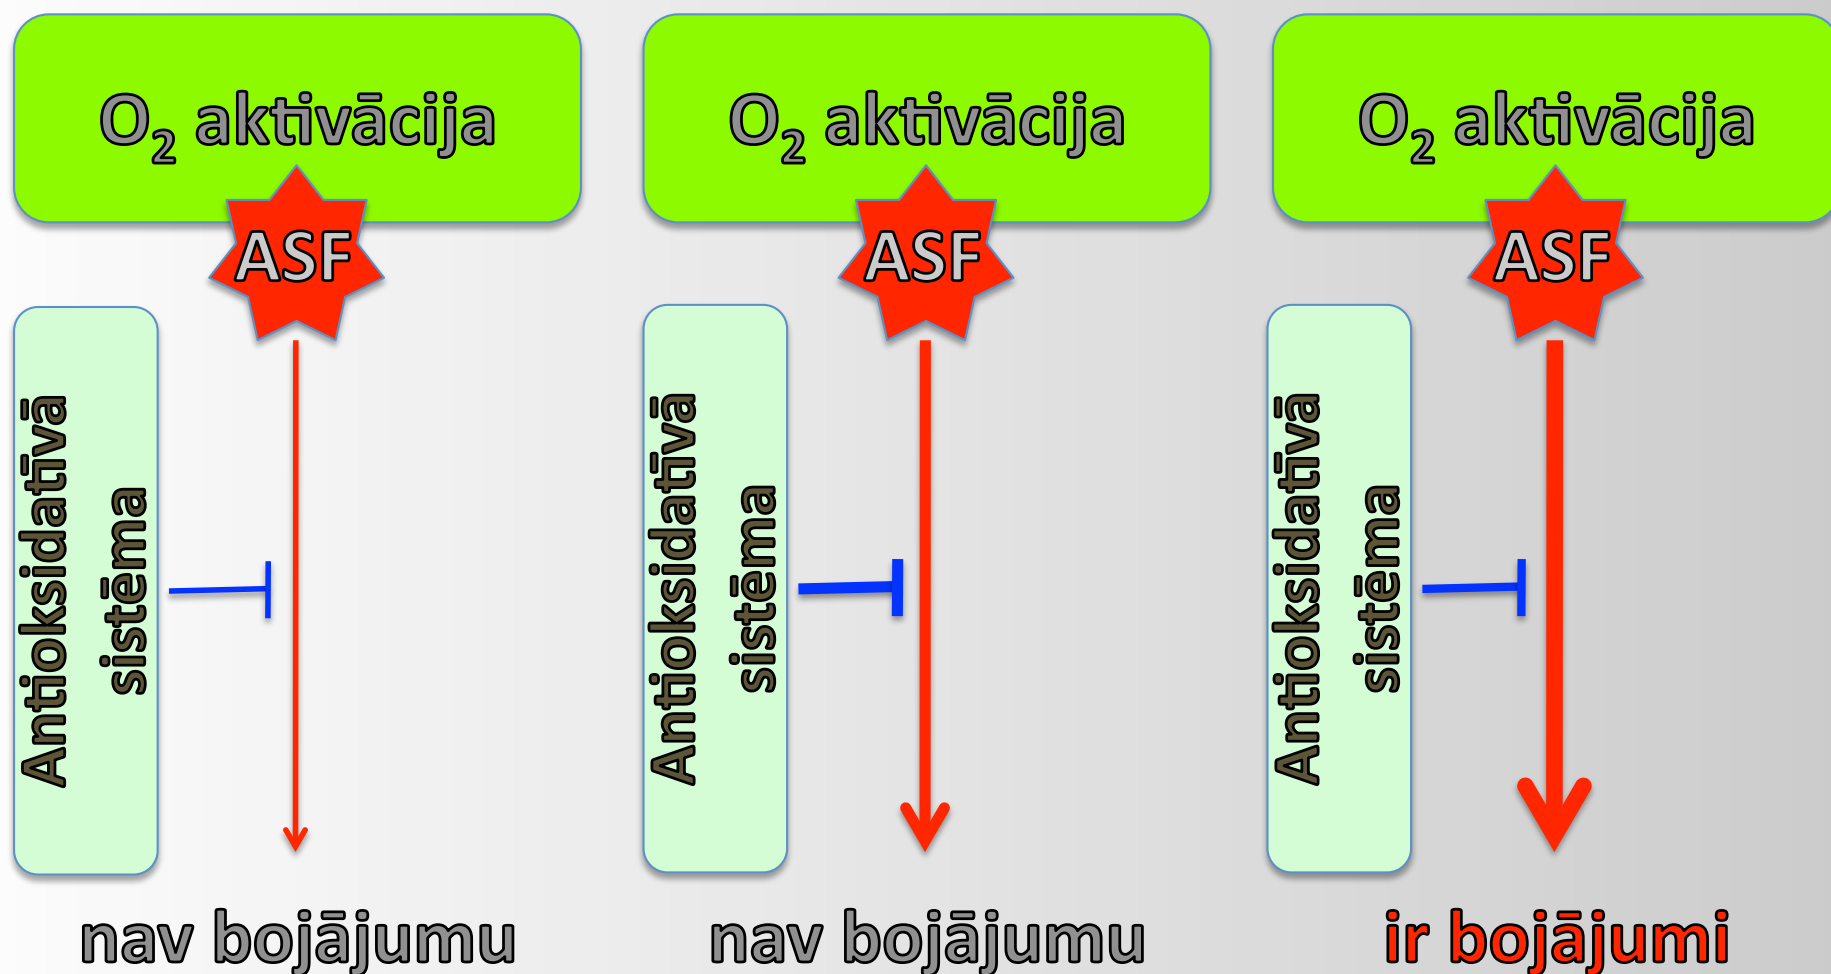 O₂ aktivācija
ASF
Antioksidatīvā
sistēma
nav bojājumu
O₂ aktivācija
ASF
Antioksidatīvā
sistēma
nav bojājumu
O₂ aktivācija
ASF
Antioksidatīvā
sistēma
ir bojājumi